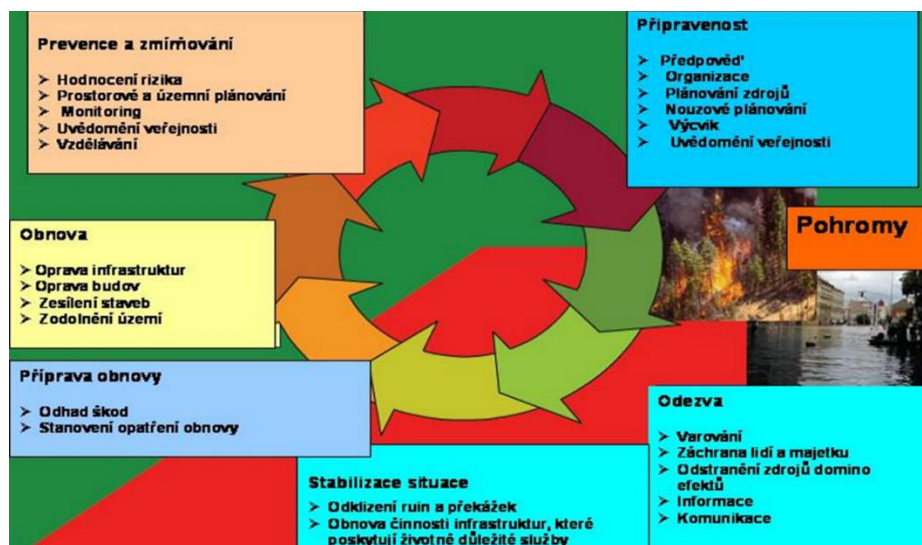 Prevence a zmírňování
Hodnocení rizika
Prostorové a územní plánování
Monitoring
Uvědomění veřejnosti
Vzdělávání
Připravenost
Předpověď
Organizace
Plánování zdrojů
Nouzové plánování
Výcvik
Uvědomění veřejnosti
Pohromy
Obnova
Oprava infrastruktur
Oprava budov
Zesílení staveb
Zodolnění území
Příprava obnovy
Odhad škod
Stanovení opatření obnovy
Odezva
Varování
Záchrana lidí a majetku
Odstranění zdrojů domino
efektů
Informace
Komunikace
Stabilizace situace
Odklizení ruin a překážek
Obnova činnosti infrastruktur, které
poskytují životně důležité služby